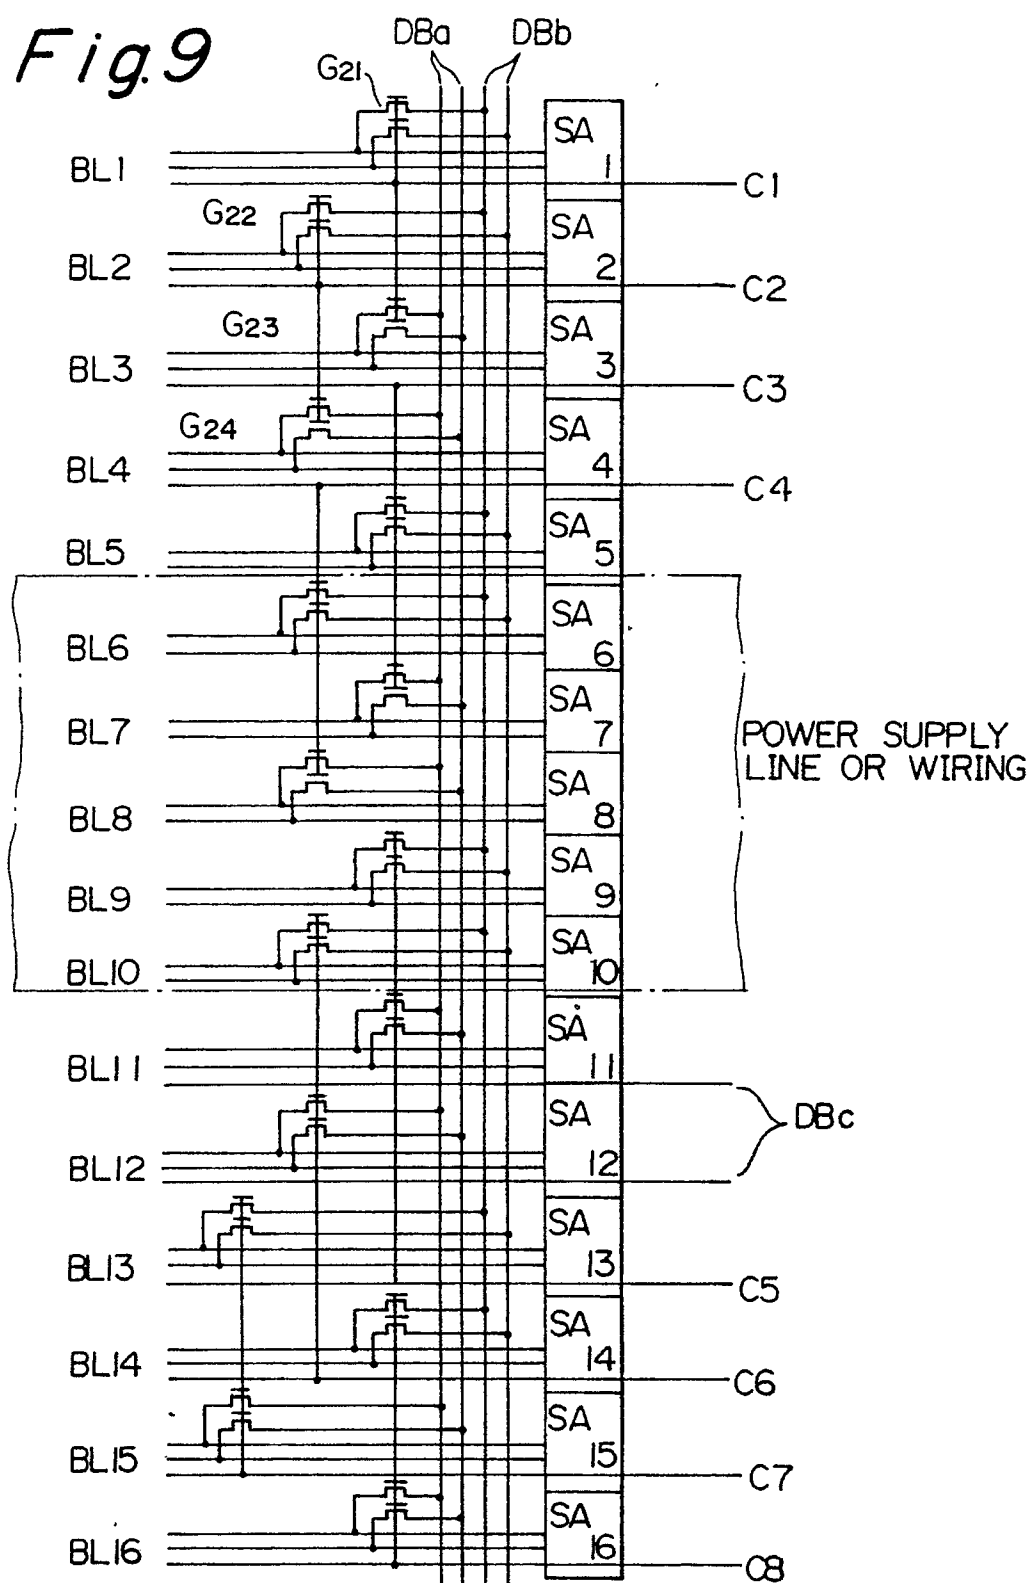 Fig.9
DBa DBb
G21
SA 1
BL1
C1
G22
SA 2
BL2
C2
G23
SA 3
BL3
C3
G24
SA 4
BL4
C4
SA 5
BL5
SA 6
BL6
SA 7
BL7
POWER SUPPLY
LINE OR WIRING
SA 8
BL8
SA 9
BL9
SA 10
BL10
SA 11
BL11
DBc
SA 12
BL12
SA 13
BL13
C5
SA 14
BL14
C6
SA 15
BL15
C7
SA 16
BL16
C8